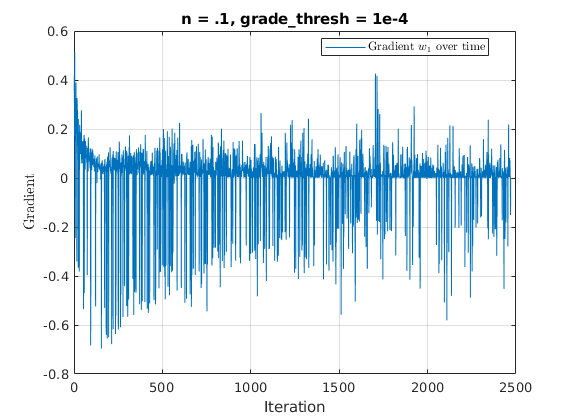 n = .1, grade_thresh = 1e-4
Gradient w₁ over time
0.6
0.4
0.2
0
-0.2
-0.4
-0.6
-0.8
Gradient
0 500 1000 1500 2000 2500
Iteration